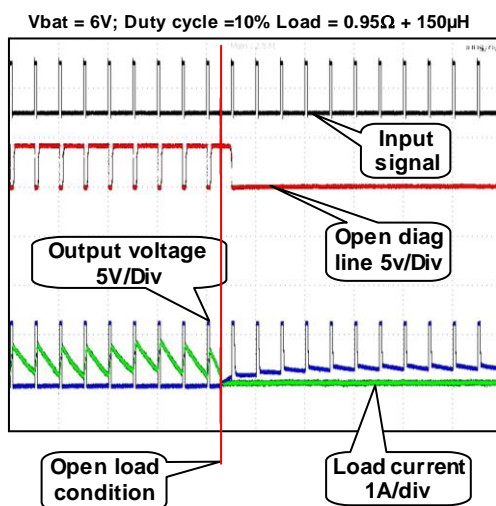 Vbat = 6V; Duty cycle =10% Load = 0.95Ω + 150µH
Input
signal
Open diag
line 5v/Div
Output voltage
5V/Div
Open load
condition
Load current
1A/div